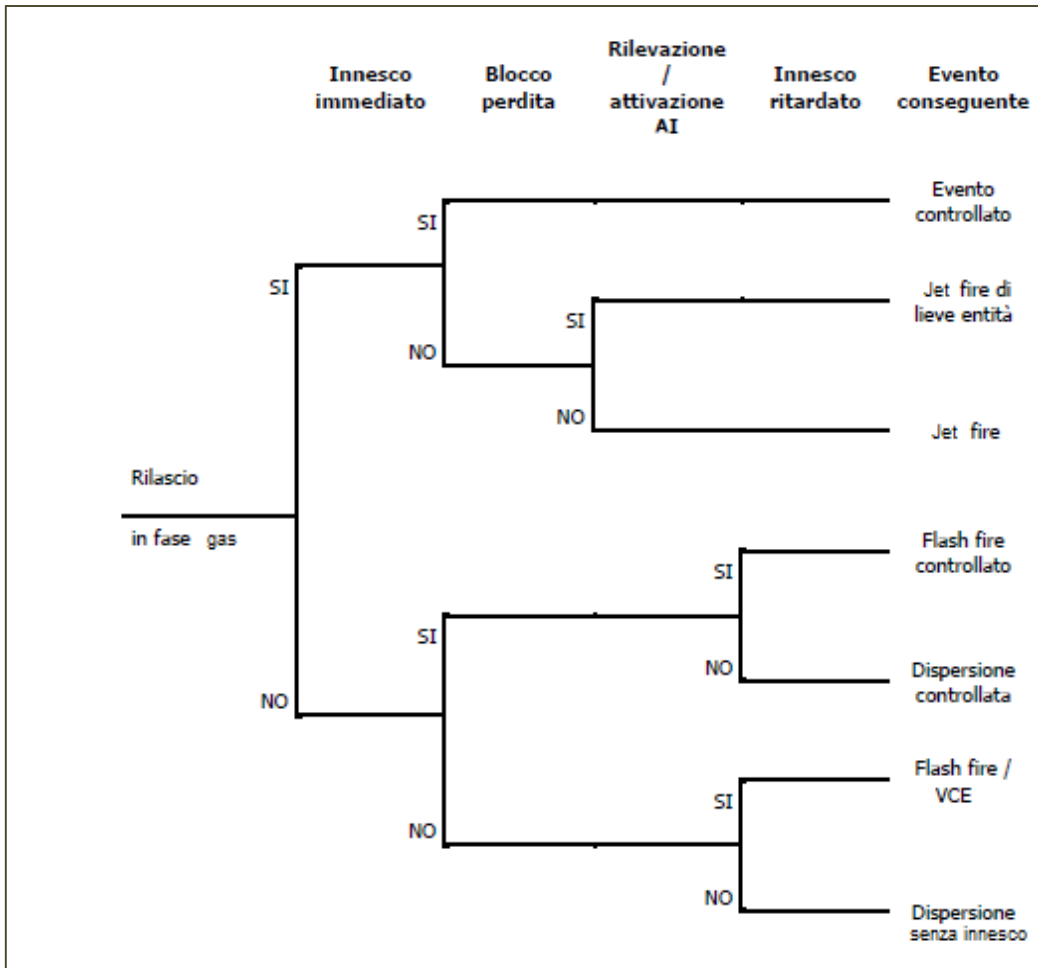 Innesco
immediato
Blocco
perdita
Rilevazione
/
attivazione
AI
Innesco
ritardato
Evento
conseguente
SI
Evento
controllato
SI
SI
Jet fire di
lieve entità
NO
NO
Jet fire
Rilascio
in fase gas
SI
Flash fire
controllato
SI
NO
Dispersione
controllata
NO
SI
Flash fire /
VCE
NO
NO
Dispersione
senza innesco